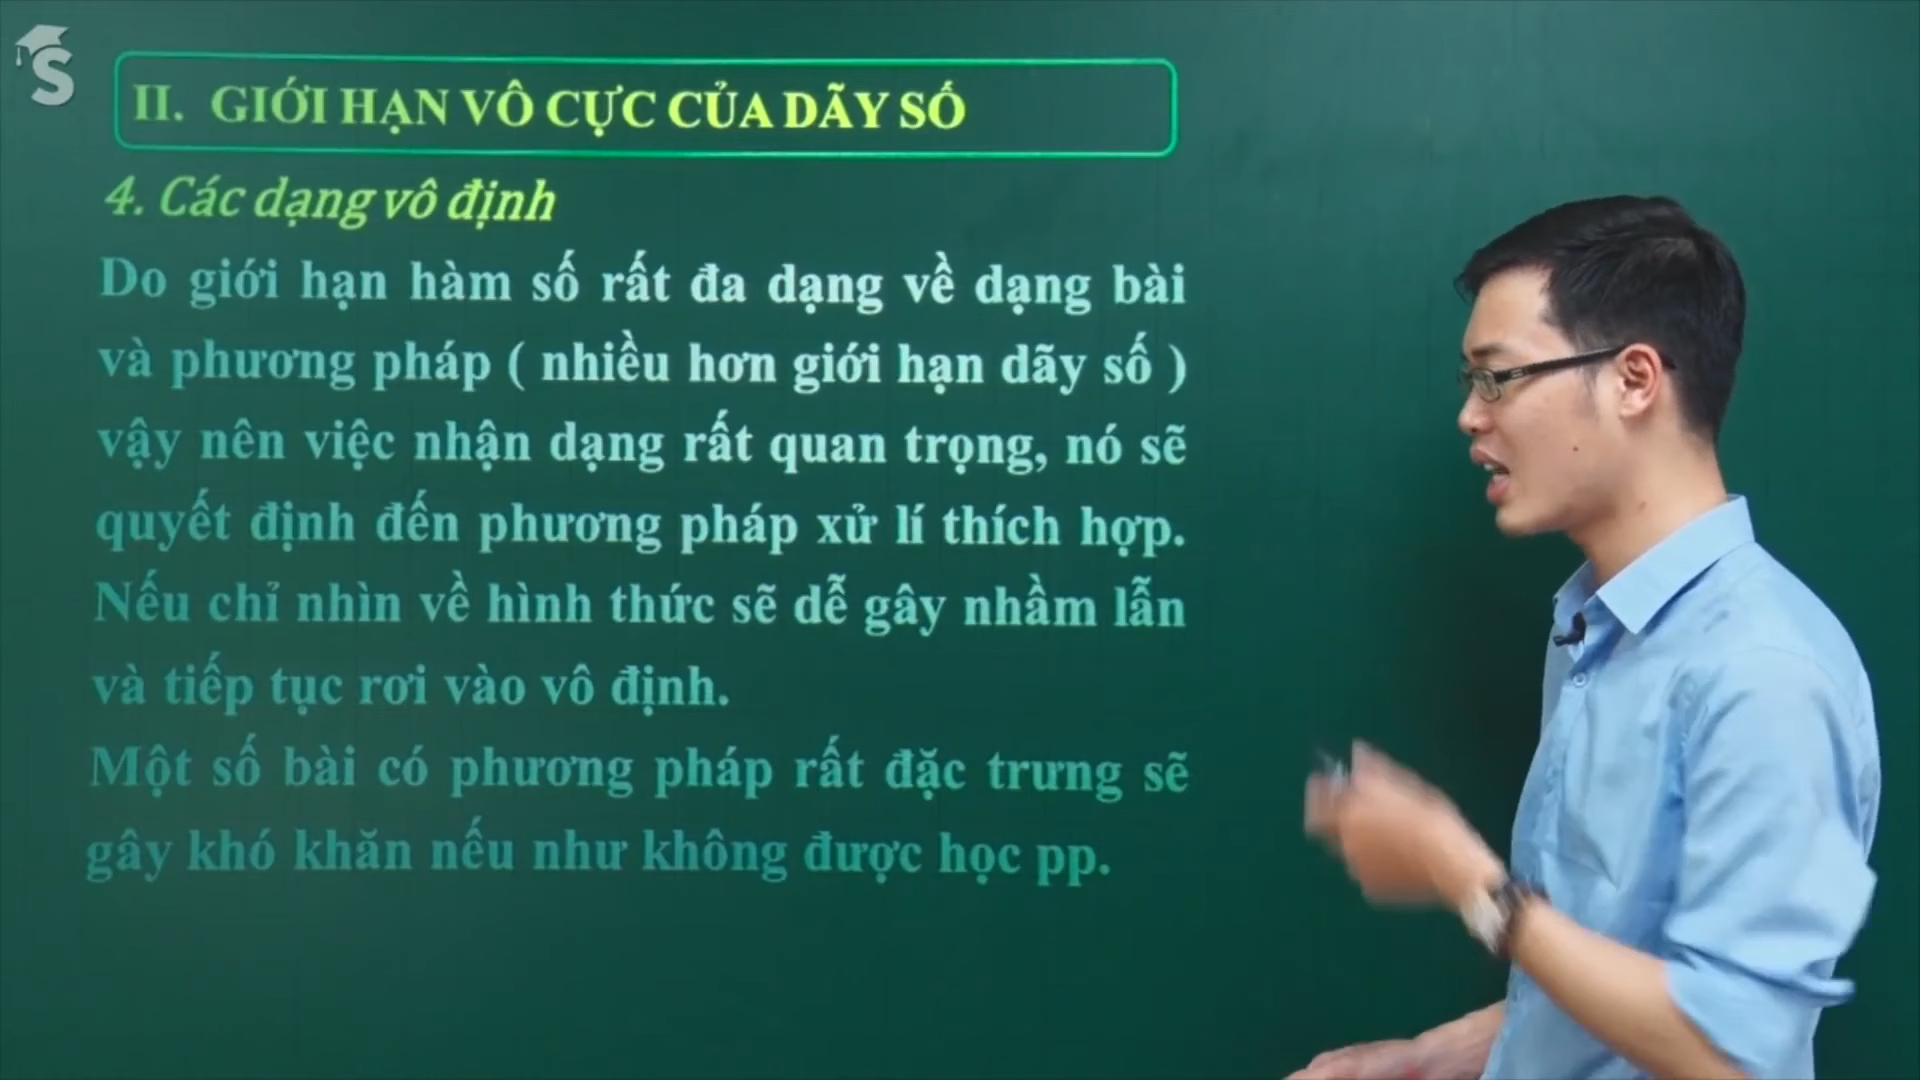 S
II. GIỚI HẠN VÔ CỰC CỦA DÃY SỐ
4. Các dạng vô định
Do giới hạn hàm số rất đa dạng về dạng bài
và phương pháp ( nhiều hơn giới hạn dãy số )
vậy nên việc nhận dạng rất quan trọng, nó sẽ
quyết định đến phương pháp xử lí thích hợp.
Nếu chỉ nhìn về hình thức sẽ dễ gây nhầm lẫn
và tiếp tục rơi vào vô định.
Một số bài có phương pháp rất đặc trưng sẽ
gây khó khăn nếu như không được học pp.